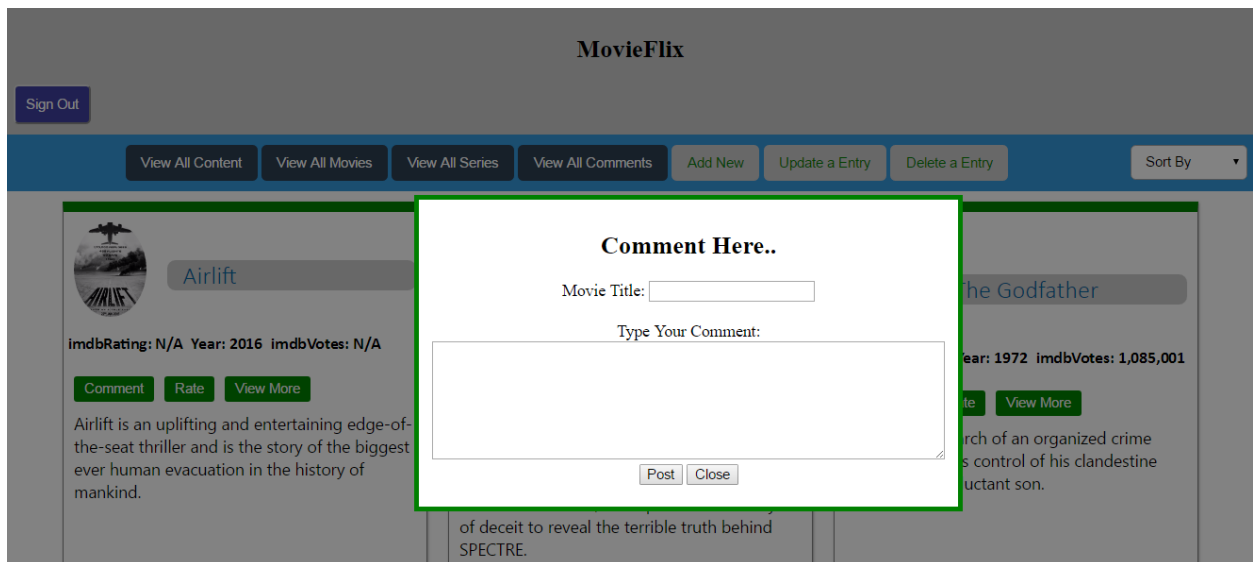 MovieFlix
Sign Out
View All Content View All Movies View All Series View All Comments Add New Update a Entry Delete a Entry Sort By
Airlift
AIRLIFT
imdbRating: N/A Year: 2016 imdbVotes: N/A
Comment Rate View More
Airlift is an uplifting and entertaining edge-of-
the-seat thriller and is the story of the biggest
ever human evacuation in the history of
mankind.
Comment Here..
Movie Title:
Type Your Comment:
Post Close
of deceit to reveal the terrible truth behind
SPECTRE.
The Godfather
Year: 1972 imdbVotes: 1,085,001
View More
of an organized crime
control of his clandestine
son.